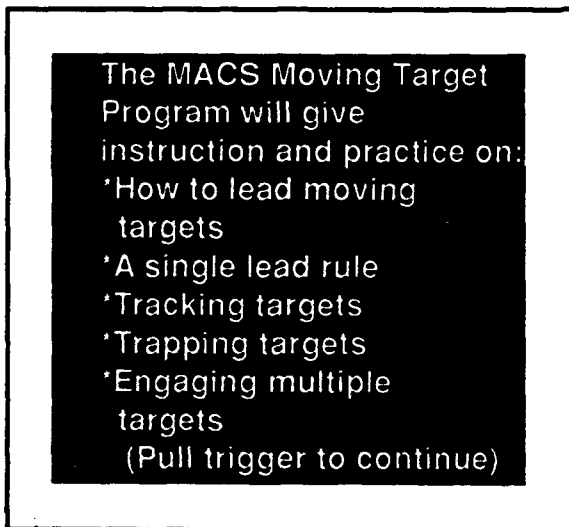 The MACS Moving Target
Program will give
instruction and practice on:
*How to lead moving
targets
*A single lead rule
*Tracking targets
*Trapping targets
*Engaging multiple
targets
(Pull trigger to continue)